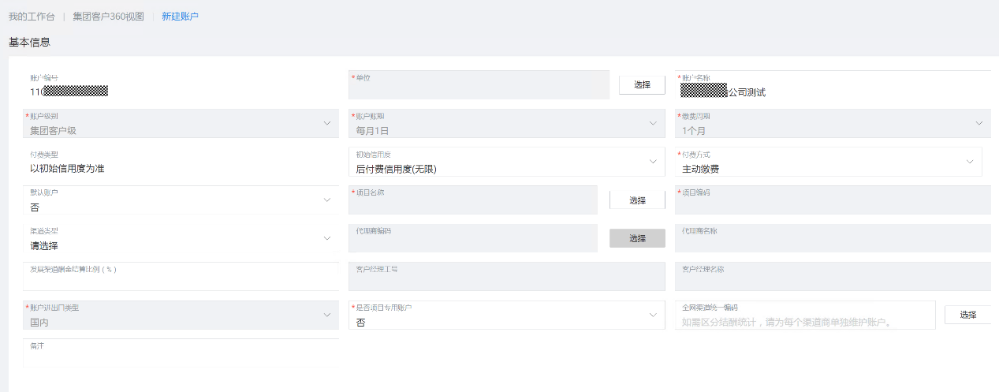 我的工作台 | 集团客户360视图 | 新建账户
基本信息
账户编号
11
*单位
选择
*账户名称
公司测试
*账户级别
集团客户级
*账户账期
每月1日
*缴费周期
1个月
付费类型
以初始信用度为准
初始信用度
后付费信用度(无限)
*付费方式
主动缴费
默认账户
否
*项目名称
选择
*项目编码
渠道类型
请选择
代理商编码
选择
代理商名称
发展渠道酬金结算比例(%)
客户经理工号
客户经理名称
*账户进出口类型
国内
*是否项目专用账户
否
全网渠道统一编码
如需区分结酬统计，请为每个渠道商单独维护账户。
选择
备注